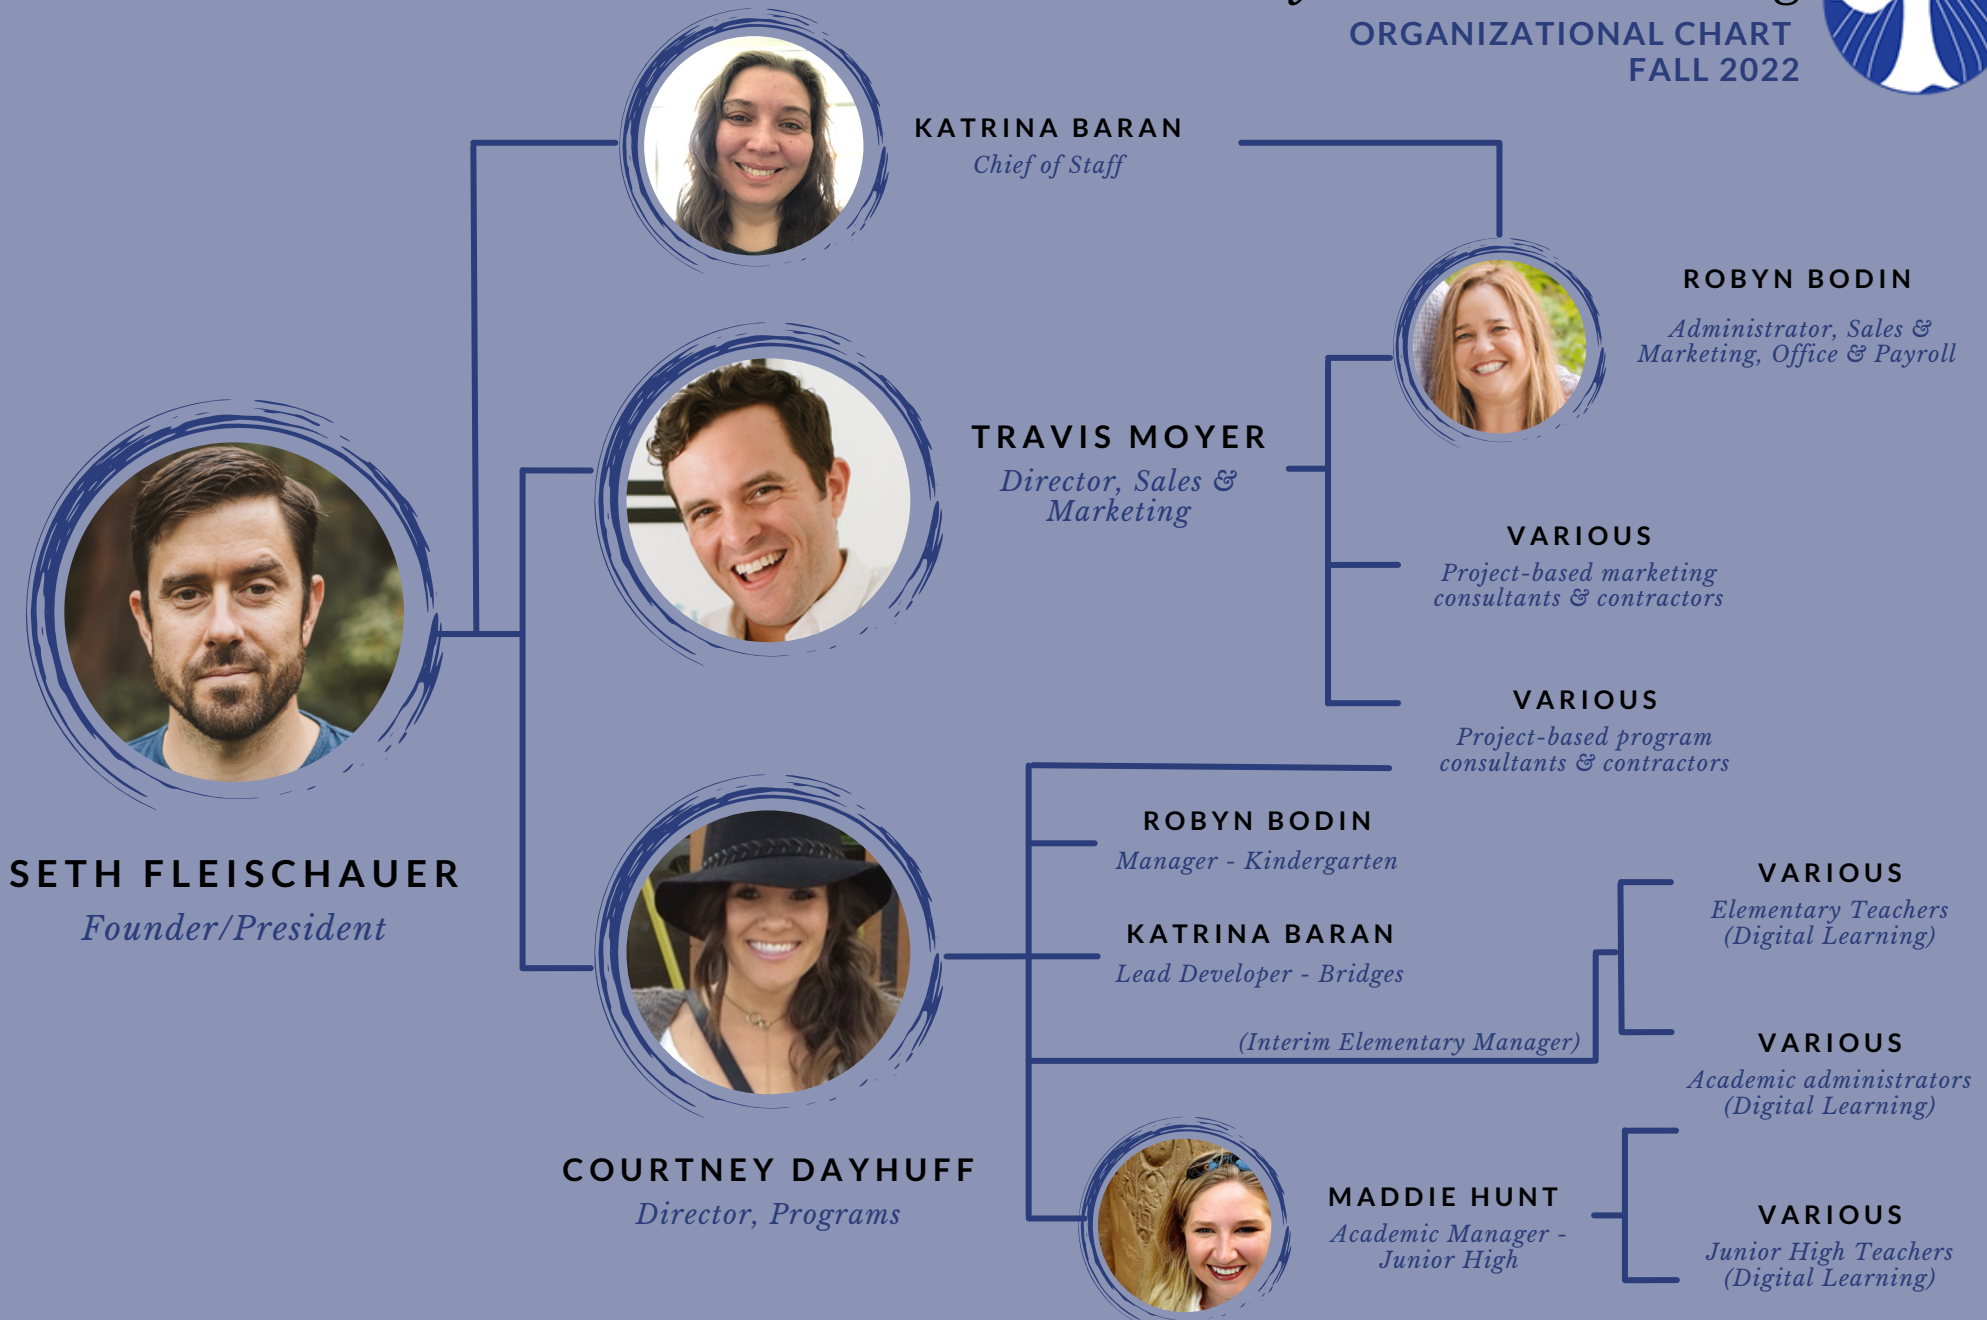 ORGANIZATIONAL CHART
FALL 2022
KATRINA BARAN
Chief of Staff
ROBYN BODIN
Administrator, Sales &
Marketing, Office & Payroll
TRAVIS MOYER
Director, Sales &
Marketing
VARIOUS
Project-based marketing
consultants & contractors
VARIOUS
Project-based program
consultants & contractors
SETH FLEISCHAUER
Founder/President
ROBYN BODIN
Manager - Kindergarten
KATRINA BARAN
Lead Developer - Bridges
(Interim Elementary Manager)
VARIOUS
Elementary Teachers
(Digital Learning)
VARIOUS
Academic administrators
(Digital Learning)
COURTNEY DAYHUFF
Director, Programs
MADDIE HUNT
Academic Manager -
Junior High
VARIOUS
Junior High Teachers
(Digital Learning)